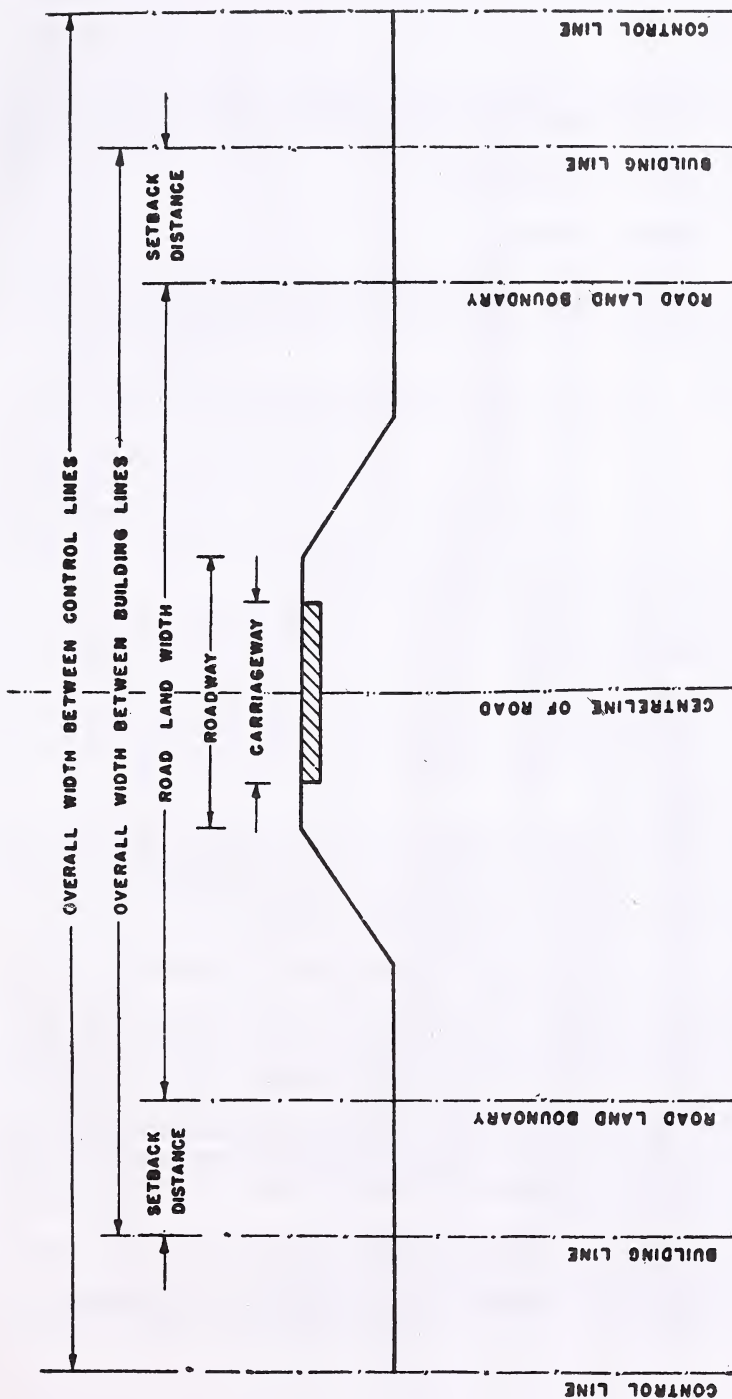 OVERALL WIDTH BETWEEN CONTROL LINES
OVERALL WIDTH BETWEEN BUILDING LINES
SETBACK
DISTANCE
ROAD LAND WIDTH
SETBACK
DISTANCE
ROADWAY
CARRIAGEWAY
CONTROL LINE
BUILDING LINE
ROAD LAND BOUNDARY
CENTRELINE OF ROAD
ROAD LAND BOUNDARY
BUILDING LINE
CONTROL LINE